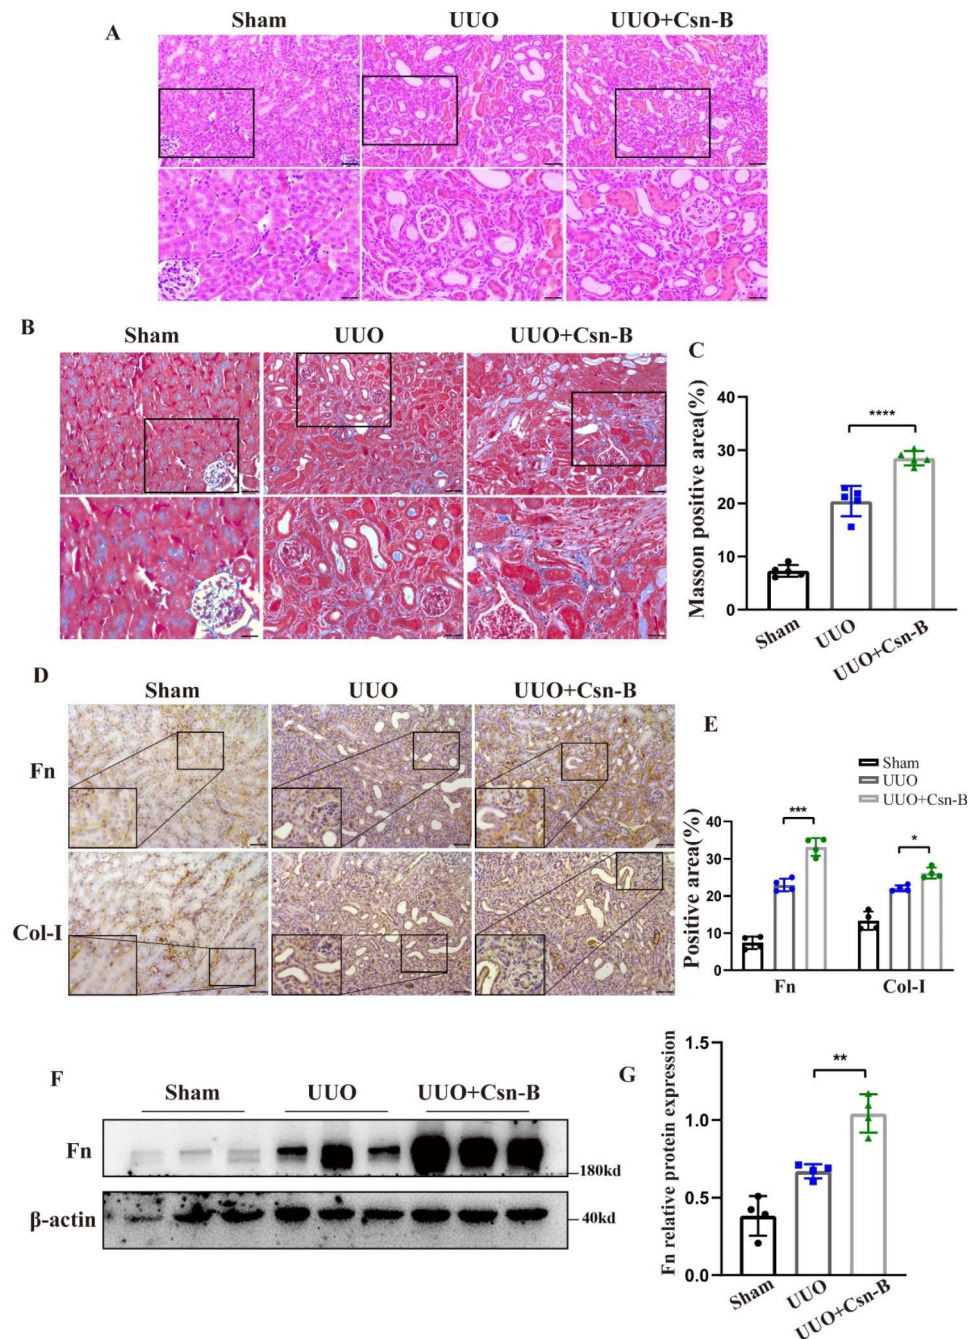 A
Sham
UUO
UUO+Csn-B
B
Sham
UUO
UUO+Csn-B
C
Masson positive area(%)
40
30
20
10
0
****
Sham
UUO
UUO+Csn-B
D
Sham
UUO
UUO+Csn-B
Fn
Col-I
E
Sham
UUO
UUO+Csn-B
Positive area(%)
40
30
20
10
0
***
*
Fn
Col-I
F
Sham
UUO
UUO+Csn-B
Fn
180kd
β-actin
40kd
G
Fn relative protein expression
1.5
1.0
0.5
0.0
**
Sham
UUO
UUO+Csn-B